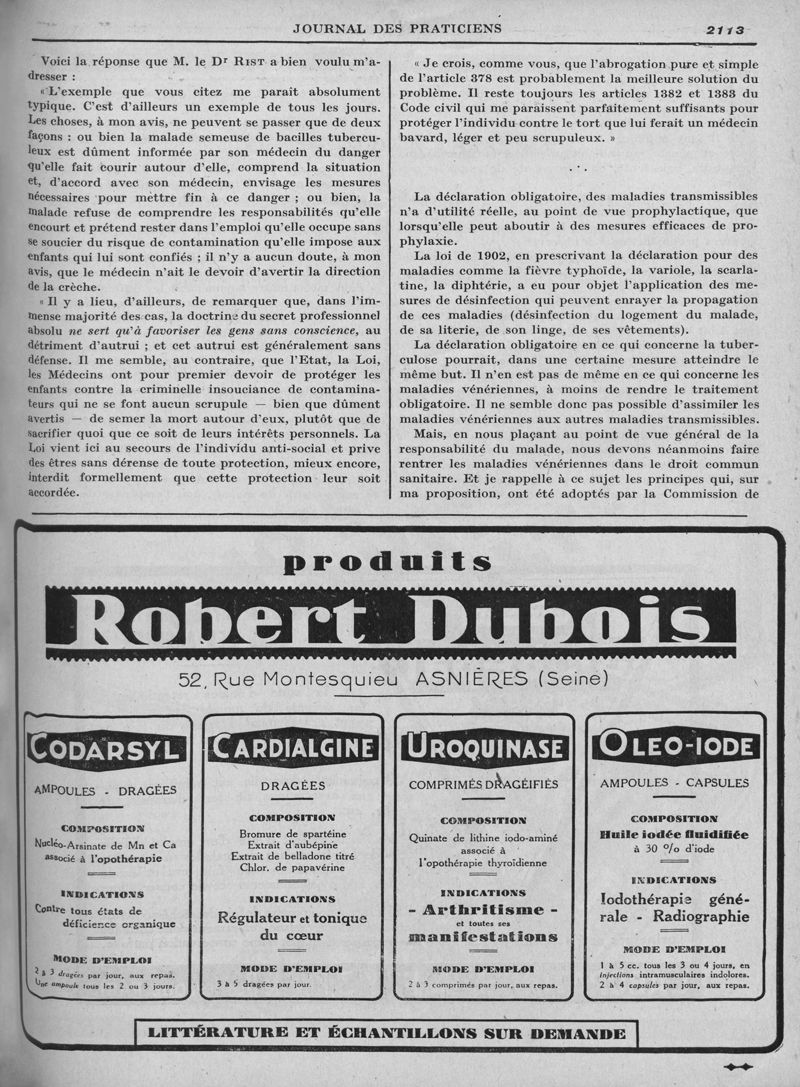 JOURNAL DES PRATICIENS 2113
Voici la réponse que M. le Dr RIST a bien voulu m'a-
dresser :
« L'exemple que vous citez me paraît absolument
typique. C'est d'ailleurs un exemple de tous les jours.
Les choses, à mon avis, ne peuvent se passer que de deux
façons : ou bien la malade semeuse de bacilles tubercu-
leux est dûment informée par son médecin du danger
qu'elle fait courir autour d'elle, comprend la situation
et, d'accord avec son médecin, envisage les mesures
nécessaires pour mettre fin à ce danger ; ou bien, la
malade refuse de comprendre les responsabilités qu'elle
encourt et prétend rester dans l'emploi qu'elle occupe sans
se soucier du risque de contamination qu'elle impose aux
enfants qui lui sont confiés ; il n'y a aucun doute, à mon
avis, que le médecin n'ait le devoir d'avertir la direction
de la crèche.
« Il y a lieu, d'ailleurs, de remarquer que, dans l'im-
mense majorité des cas, la doctrine du secret professionnel
absolu ne sert qu'à favoriser les gens sans conscience, au
détriment d'autrui ; et cet autrui est généralement sans
défense. Il me semble, au contraire, que l'Etat, la Loi,
les Médecins ont pour premier devoir de protéger les
enfants contre la criminelle insouciance de contamina-
teurs qui ne se font aucun scrupule — bien que dûment
avertis — de semer la mort autour d'eux, plutôt que de
sacrifier quoi que ce soit de leurs intérêts personnels. La
Loi vient ici au secours de l'individu anti-social et prive
des êtres sans dérense de toute protection, mieux encore,
interdit formellement que cette protection leur soit
accordée.
« Je crois, comme vous, que l'abrogation pure et simple
de l'article 378 est probablement la meilleure solution du
problème. Il reste toujours les articles 1382 et 1383 du
Code civil qui me paraissent parfaitement suffisants pour
protéger l'individu contre le tort que lui ferait un médecin
bavard, léger et peu scrupuleux. »
La déclaration obligatoire, des maladies transmissibles
n'a d'utilité réelle, au point de vue prophylactique, que
lorsqu'elle peut aboutir à des mesures efficaces de pro-
phylaxie.
La loi de 1902, en prescrivant la déclaration pour des
maladies comme la fièvre typhoïde, la variole, la scarla-
tine, la diphtérie, a eu pour objet l'application des me-
sures de désinfection qui peuvent enrayer la propagation
de ces maladies (désinfection du logement du malade,
de sa literie, de son linge, de ses vêtements).
La déclaration obligatoire en ce qui concerne la tuber-
culose pourrait, dans une certaine mesure atteindre le
même but. Il n'en est pas de même en ce qui concerne les
maladies vénériennes, à moins de rendre le traitement
obligatoire. Il ne semble donc pas possible d'assimiler les
maladies vénériennes aux autres maladies transmissibles.
Mais, en nous plaçant au point de vue général de la
responsabilité du malade, nous devons néanmoins faire
rentrer les maladies vénériennes dans le droit commun
sanitaire. Et je rappelle à ce sujet les principes qui, sur
ma proposition, ont été adoptés par la Commission de
produits
Robert Dubois
52, Rue Montesquieu ASNIÈRES (Seine)
CODARSYL
AMPOULES - DRAGÉES
COMPOSITION
Nucléo-Arsinate de Mn et Ca
associé à l'opothérapie
INDICATIONS
Contre tous états de
déficience organique
MODE D'EMPLOI
2 à 3 dragées par jour, aux repas.
Une ampoule tous les 2 ou 3 jours.
CARDIALGINE
DRAGÉES
COMPOSITION
Bromure de spartéine
Extrait d'aubépine
Extrait de belladone titré
Chlor. de papavérine
INDICATIONS
Régulateur et tonique
du cœur
MODE D'EMPLOI
3 à 5 dragées par jour.
UROQUINASE
COMPRIMÉS DRAGÉIFIÉS
COMPOSITION
Quinate de lithine iodo-aminé
associé à
l'opothérapie thyroïdienne
INDICATIONS
- Arthritisme -
et toutes ses
manifestations
MODE D'EMPLOI
2 à 3 comprimés par jour, aux repas.
OLEO-IODE
AMPOULES - CAPSULES
COMPOSITION
Huile iodée fluidifiée
à 30 % d'iode
INDICATIONS
Iodothérapie géné-
rale - Radiographie
MODE D'EMPLOI
1 à 5 cc. tous les 3 ou 4 jours, en
injections intramusculaires indolores.
2 à 4 capsules par jour, aux repas.
LITTÉRATURE ET ÉCHANTILLONS SUR DEMANDE